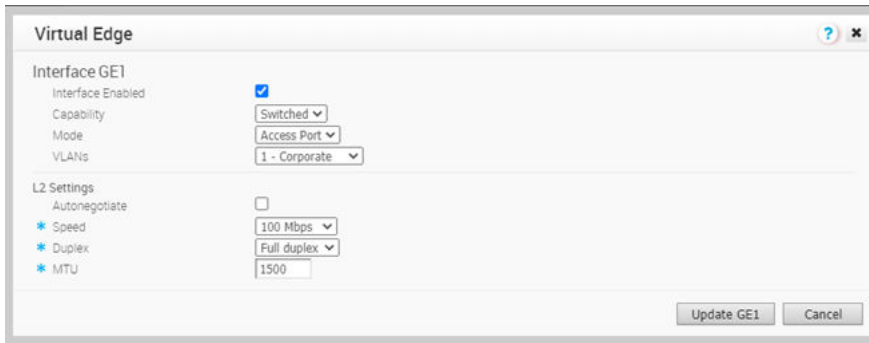 Virtual Edge
?
Interface GE1
Interface Enabled
Capability Switched
Mode Access Port
VLANs 1 - Corporate
L2 Settings
Autonegotiate
* Speed 100 Mbps
* Duplex Full duplex
* MTU 1500
Update GE1 Cancel